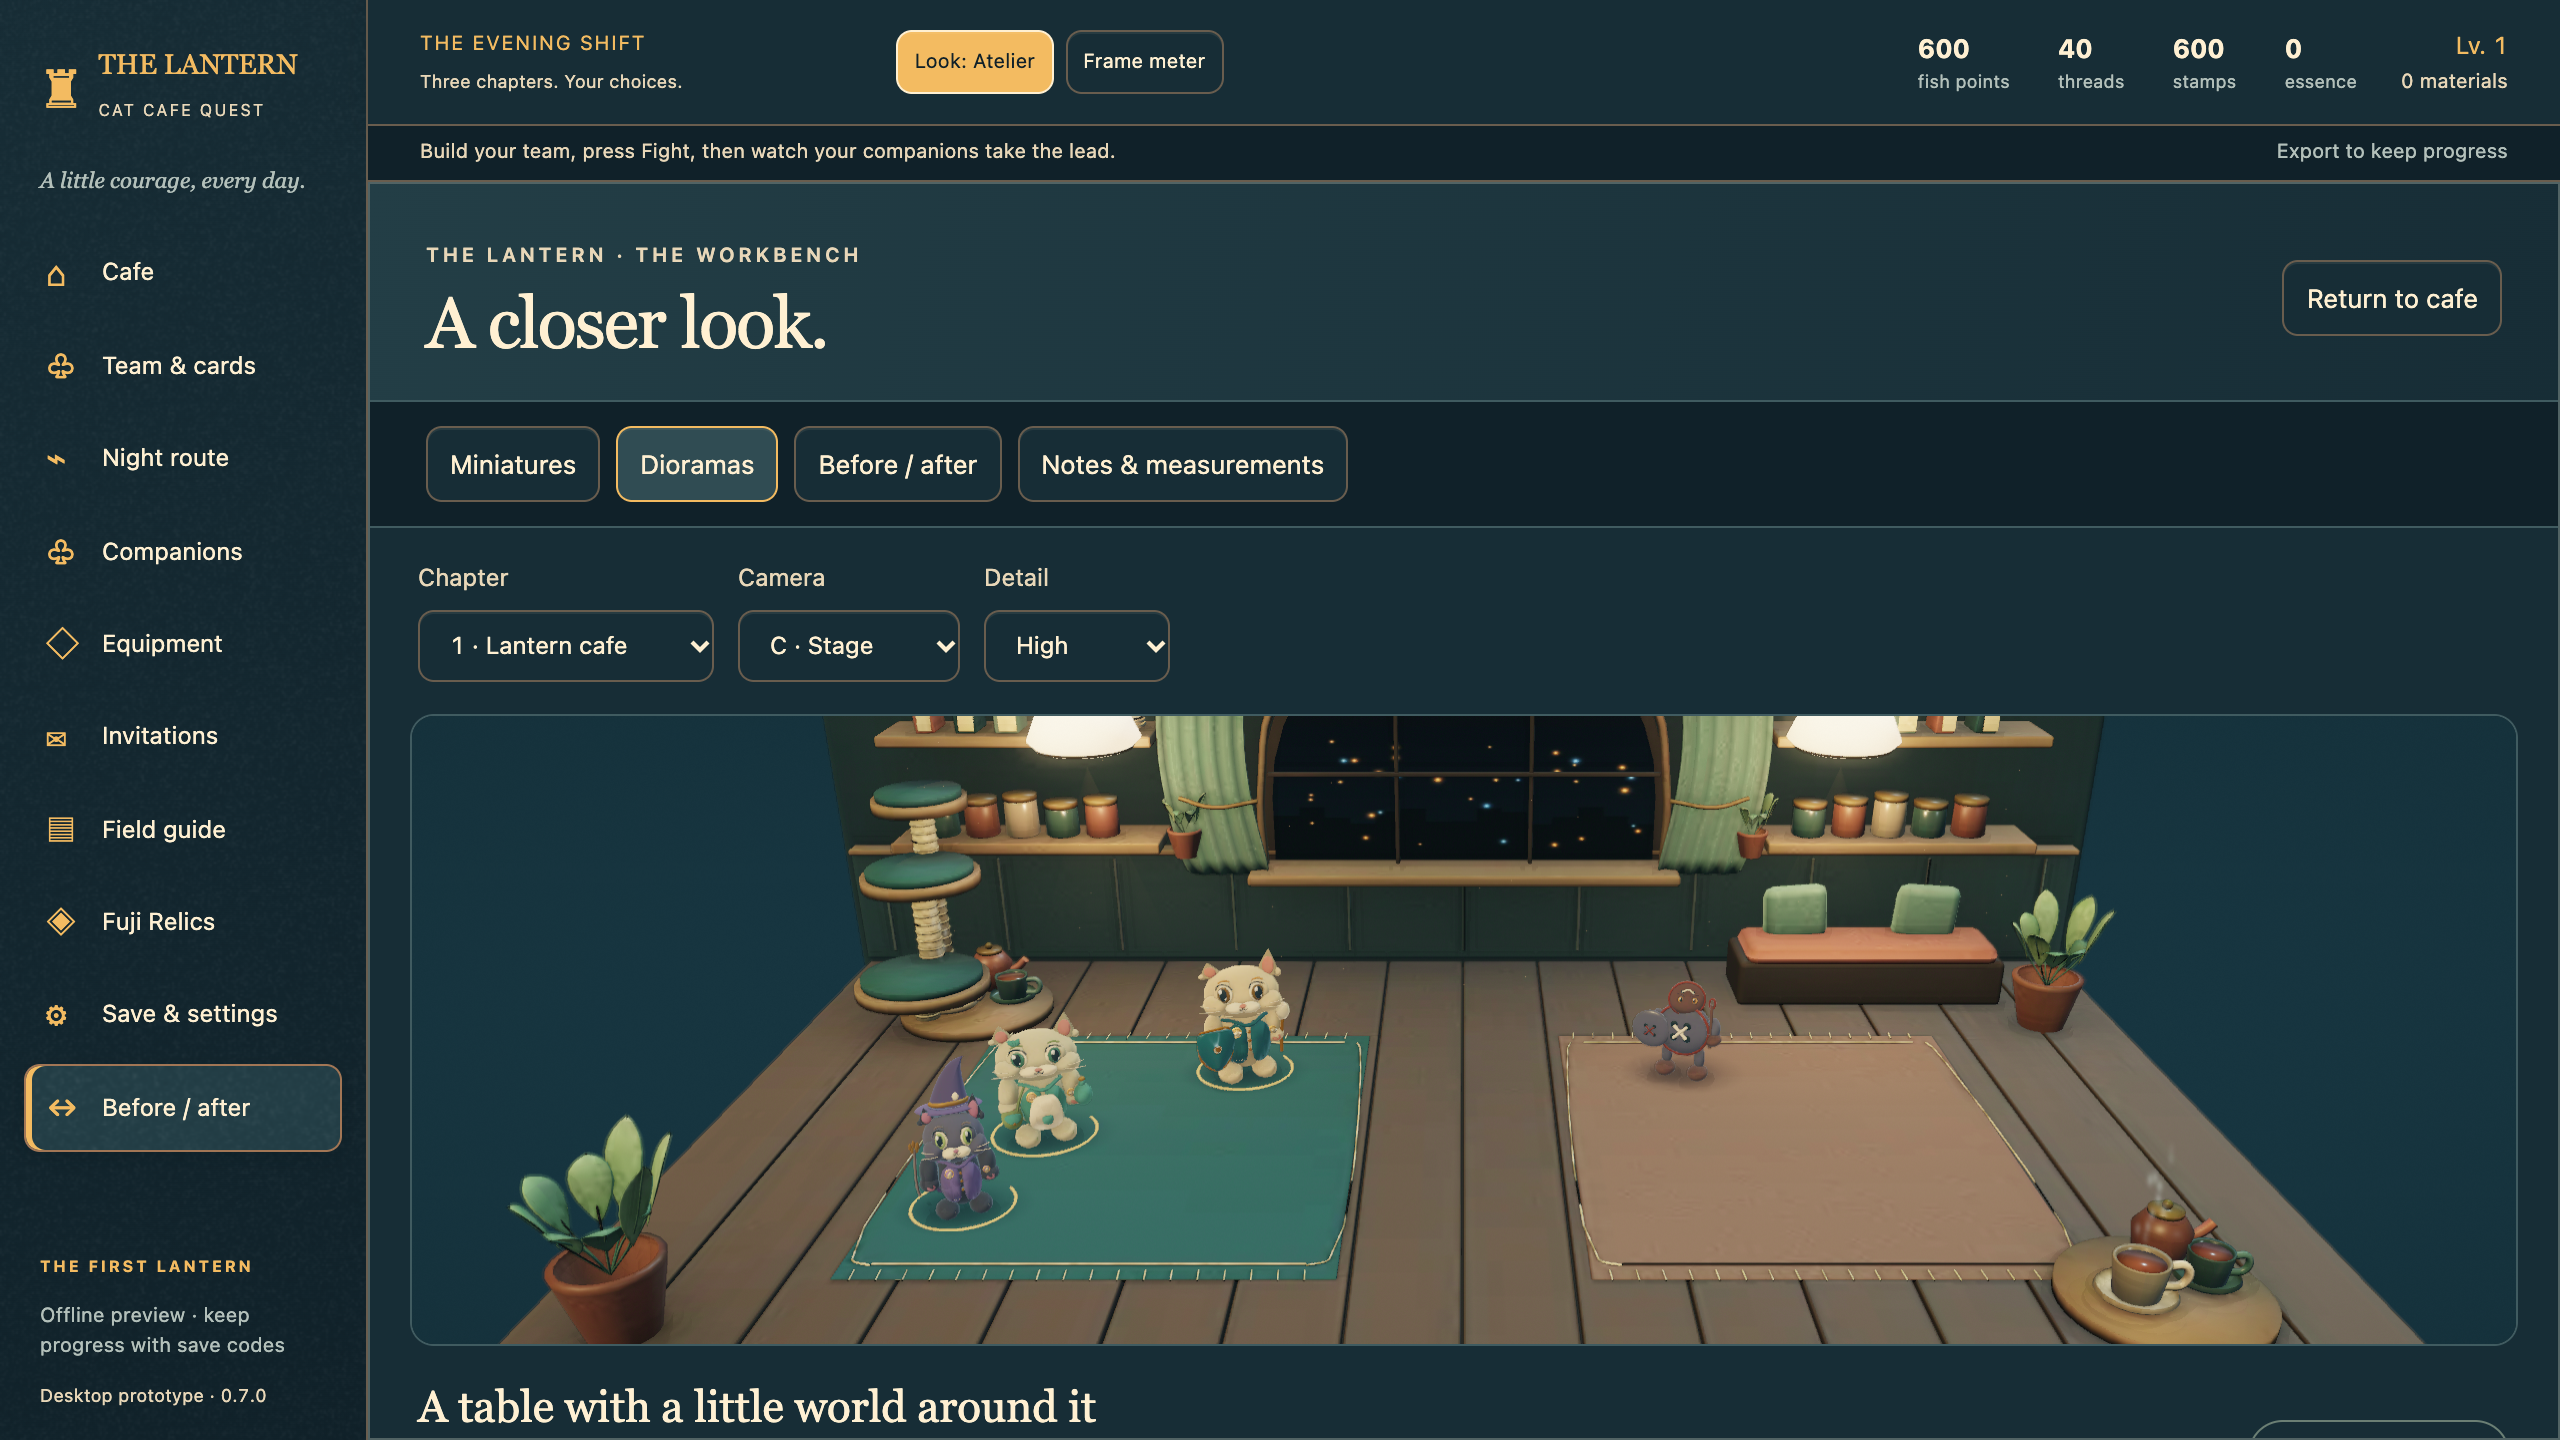 THE LANTERN
CAT CAFE QUEST
A little courage, every day.
Cafe
Team & cards
Night route
Companions
Equipment
Invitations
Field guide
Fuji Relics
Save & settings
Before / after
THE FIRST LANTERN
Offline preview · keep
progress with save codes
Desktop prototype · 0.7.0
THE EVENING SHIFT
Three chapters. Your choices.
Look: Atelier
Frame meter
600
fish points
40
threads
600
stamps
0
essence
Lv. 1
0 materials
Build your team, press Fight, then watch your companions take the lead.
Export to keep progress
THE LANTERN · THE WORKBENCH
A closer look.
Return to cafe
Miniatures
Dioramas
Before / after
Notes & measurements
Chapter
Camera
Detail
1 · Lantern cafe
C · Stage
High
A table with a little world around it